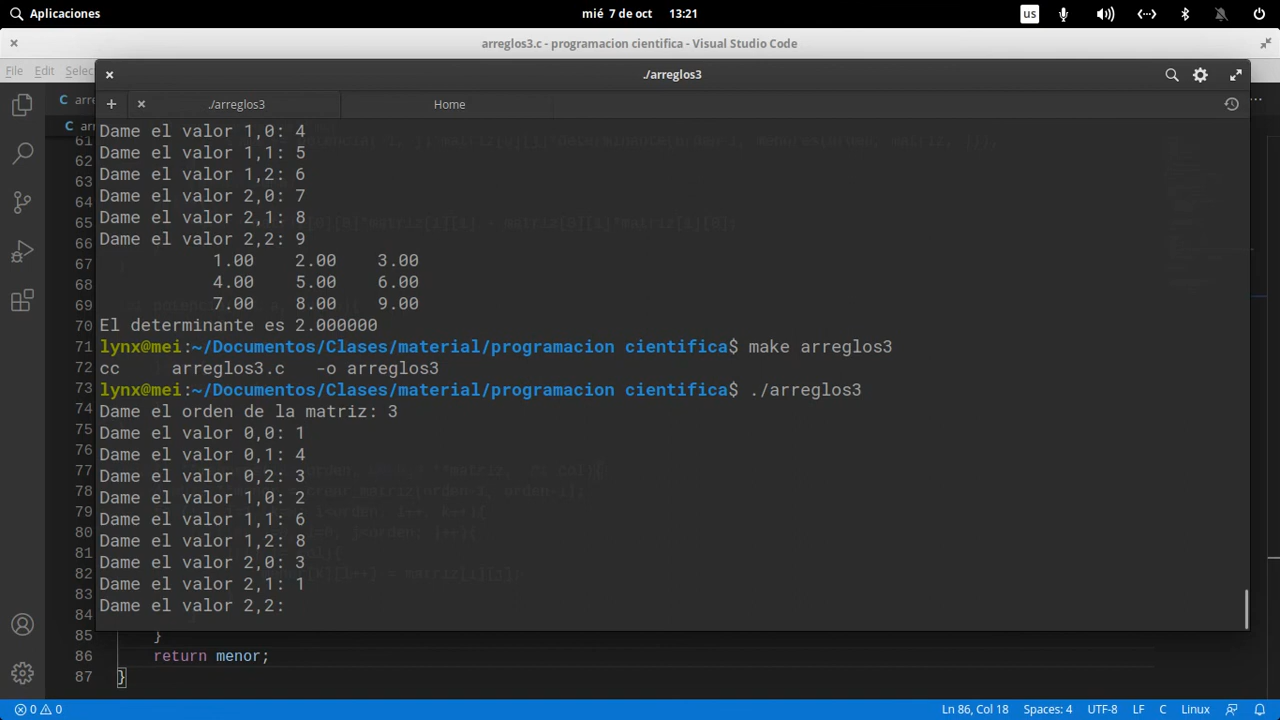 Aplicaciones
mié 7 de oct 13:21
us
arreglos3.c - programacion cientifica - Visual Studio Code
File Edit Selec
./arreglos3
./arreglos3 Home
Dame el valor 1,0: 4
61
Dame el valor 1,1: 5
62
Dame el valor 1,2: 6
63
Dame el valor 2,0: 7
64
Dame el valor 2,1: 8
65
Dame el valor 2,2: 9
66
1.00 2.00 3.00
67
4.00 5.00 6.00
68
7.00 8.00 9.00
69
El determinante es 2.000000
70
lynx@mei:~/Documentos/Clases/material/programacion cientifica$ make arreglos3
71
cc arreglos3.c -o arreglos3
72
lynx@mei:~/Documentos/Clases/material/programacion cientifica$ ./arreglos3
73
Dame el orden de la matriz: 3
74
Dame el valor 0,0: 1
75
Dame el valor 0,1: 4
76
Dame el valor 0,2: 3
77
Dame el valor 1,0: 2
78
Dame el valor 1,1: 6
79
Dame el valor 1,2: 8
80
81
Dame el valor 2,0: 3
82
Dame el valor 2,1: 1
83
Dame el valor 2,2:
84
85 }
86 return menor;
87 }
0 0 Ln 86, Col 18 Spaces: 4 UTF-8 LF C Linux